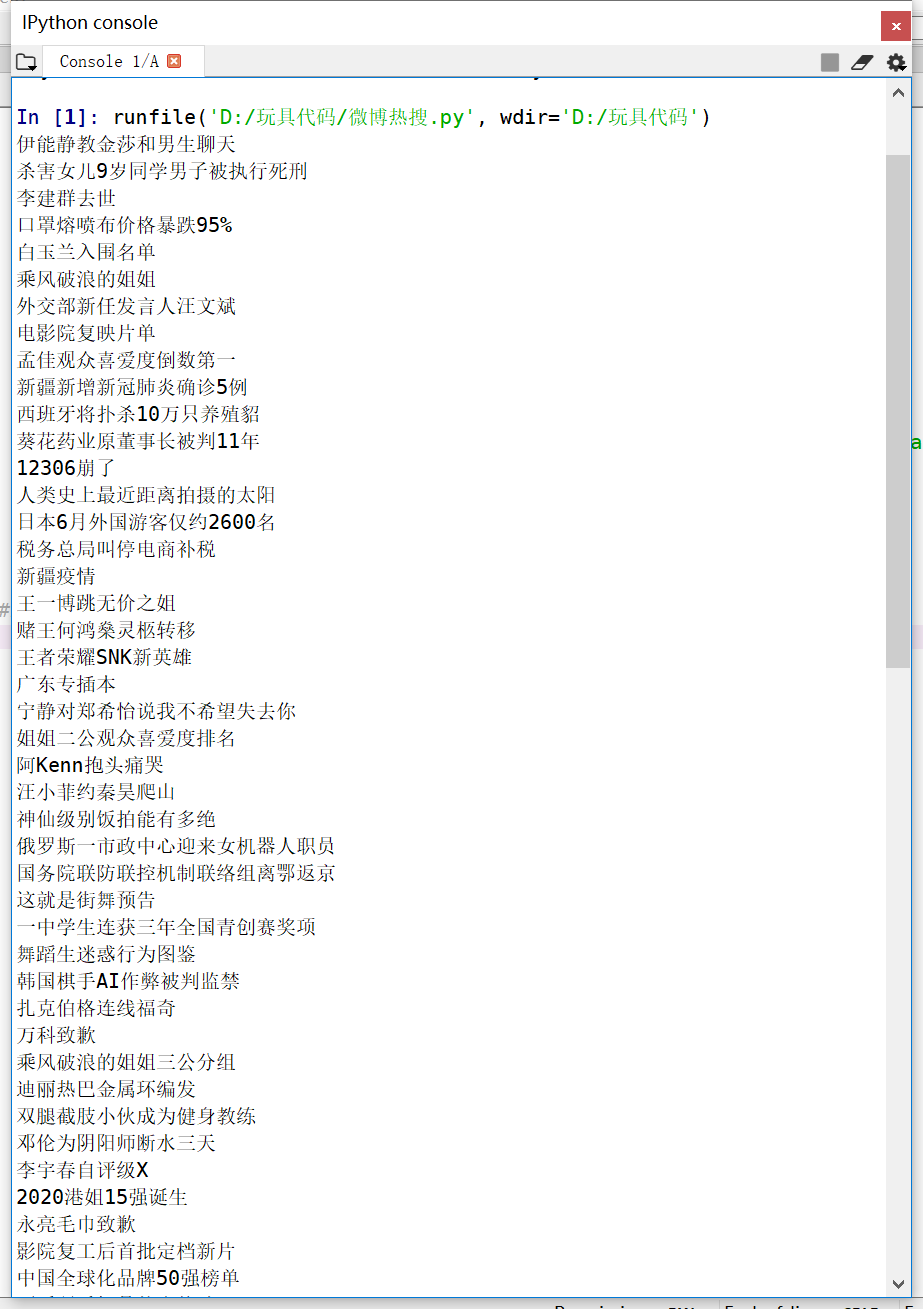 IPython console
Console 1/A
In [1]: runfile('D:/玩具代码/微博热搜.py', wdir='D:/玩具代码')
伊能静教金莎和男生聊天
杀害女儿9岁同学男子被执行死刑
李建群去世
口罩熔喷布价格暴跌95%
白玉兰入围名单
乘风破浪的姐姐
外交部新任发言人汪文斌
电影院复映片单
孟佳观众喜爱度倒数第一
新疆新增新冠肺炎确诊5例
西班牙将扑杀10万只养殖貂
葵花药业原董事长被判11年
12306崩了
人类史上最近距离拍摄的太阳
日本6月外国游客仅约2600名
税务总局叫停电商补税
新疆疫情
王一博跳无价之姐
赌王何鸿燊灵柩转移
王者荣耀SNK新英雄
广东专插本
宁静对郑希怡说我不希望失去你
姐姐二公观众喜爱度排名
阿Kenn抱头痛哭
汪小菲约秦昊爬山
神仙级别饭拍能有多绝
俄罗斯一市政中心迎来女机器人职员
国务院联防联控机制联络组离鄂返京
这就是街舞预告
一中学生连获三年全国青创赛奖项
舞蹈生迷惑行为图鉴
韩国棋手AI作弊被判监禁
扎克伯格连线福奇
万科致歉
乘风破浪的姐姐三公分组
迪丽热巴金属环编发
双腿截肢小伙成为健身教练
邓伦为阴阳师断水三天
李宇春自评级X
2020港姐15强诞生
永亮毛巾致歉
影院复工后首批定档新片
中国全球化品牌50强榜单